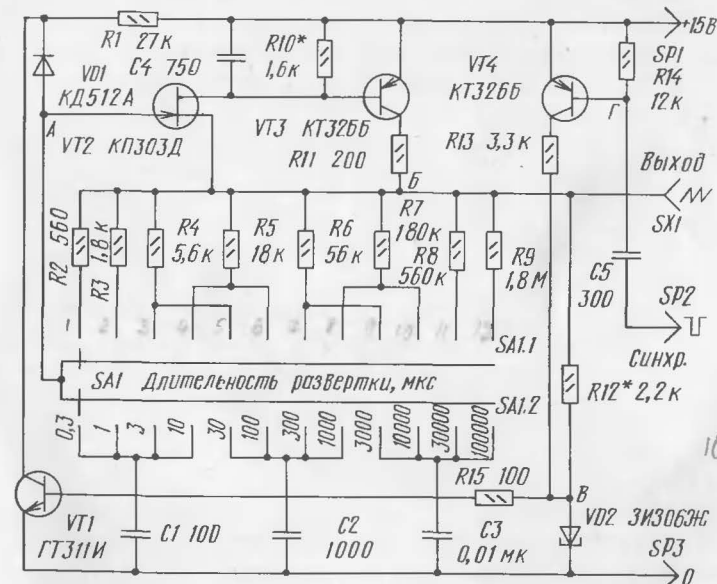 +15В
R1 27к
C4 750
R10*
1,6к
VT4
КТ326Б
SP1
R14
12к
VD1
КД512А
VT2 КП303Д
VT3 КТ326Б
R11 200
R13 3,3к
Г
А
Б
Выход
SX1
R2 560
R3 1,8к
R4
5,6к
R5
18к
R6
56к
R7
180к
R8
560к
R9
1,8М
C5
300
SP2
Синхр.
1 2 3 4 5 6 7 8 9 10 11 12
SA1.1
SA1 Длительность развертки, мкс
SA1.2
R12* 2,2к
0,3 1 3 10 30 100 300 1000 3000 10000 30000 100000
R15 100
В
VD2 3И306Ж
VT1
ГТ311И
C1 100
C2
1000
C3
0,01 мк
SP3
0